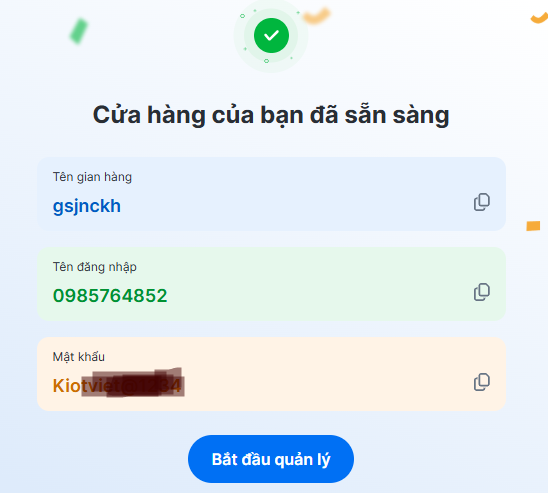 Cửa hàng của bạn đã sẵn sàng
Tên gian hàng
gsjnckh
Tên đăng nhập
0985764852
Mật khẩu
Bắt đầu quản lý